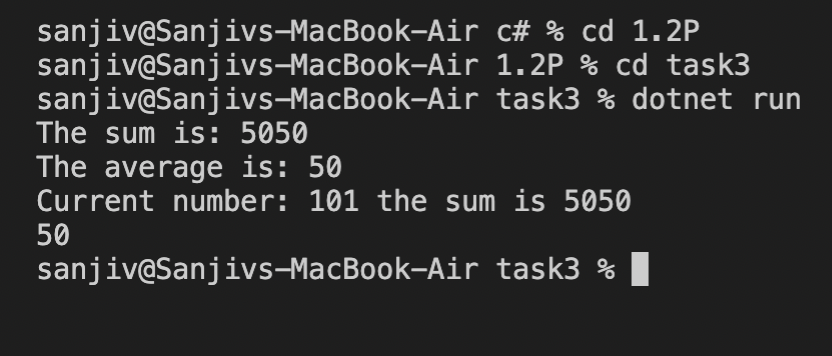 sanjiv@Sanjivs-MacBook-Air c# % cd 1.2P
sanjiv@Sanjivs-MacBook-Air 1.2P % cd task3
sanjiv@Sanjivs-MacBook-Air task3 % dotnet run
The sum is: 5050
The average is: 50
Current number: 101 the sum is 5050
50
sanjiv@Sanjivs-MacBook-Air task3 %